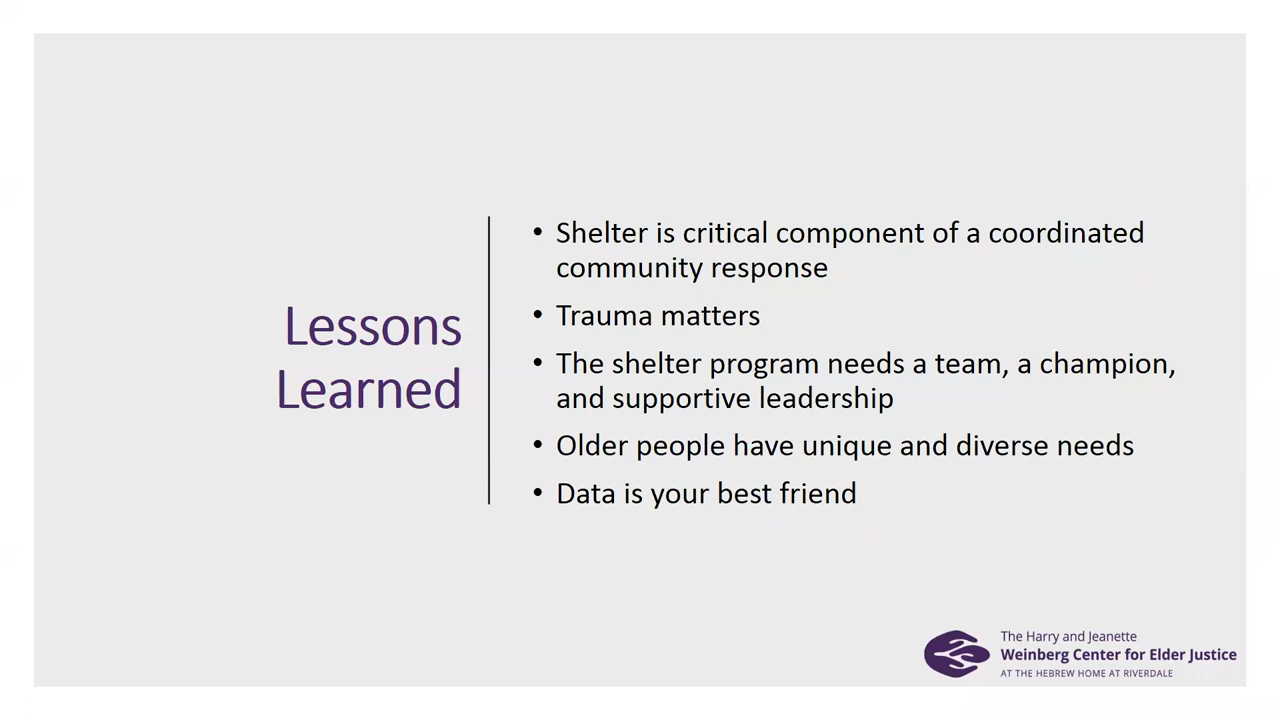 Lessons
Learned
• Shelter is critical component of a coordinated
community response
• Trauma matters
• The shelter program needs a team, a champion,
and supportive leadership
• Older people have unique and diverse needs
• Data is your best friend
The Harry and Jeanette
Weinberg Center for Elder Justice
AT THE HEBREW HOME AT RIVERDALE